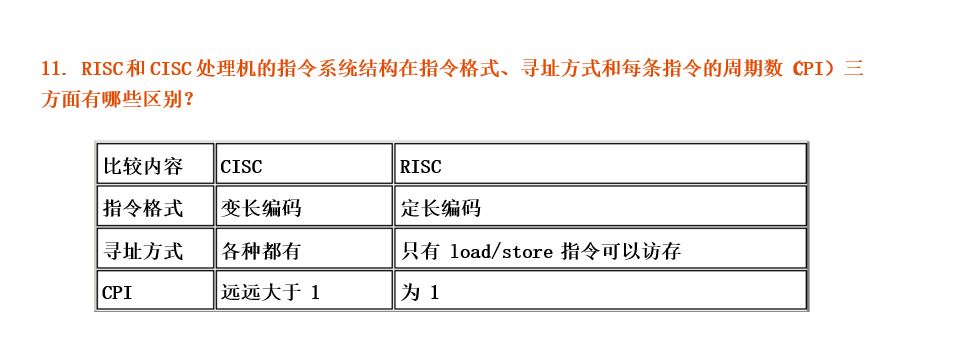 11. RISC和CISC处理机的指令系统结构在指令格式、寻址方式和每条指令的周期数 (CPI) 三
方面有哪些区别?
比较内容 CISC RISC
指令格式 变长编码 定长编码
寻址方式 各种都有 只有 load/store 指令可以访存
CPI 远远大于 1 为 1